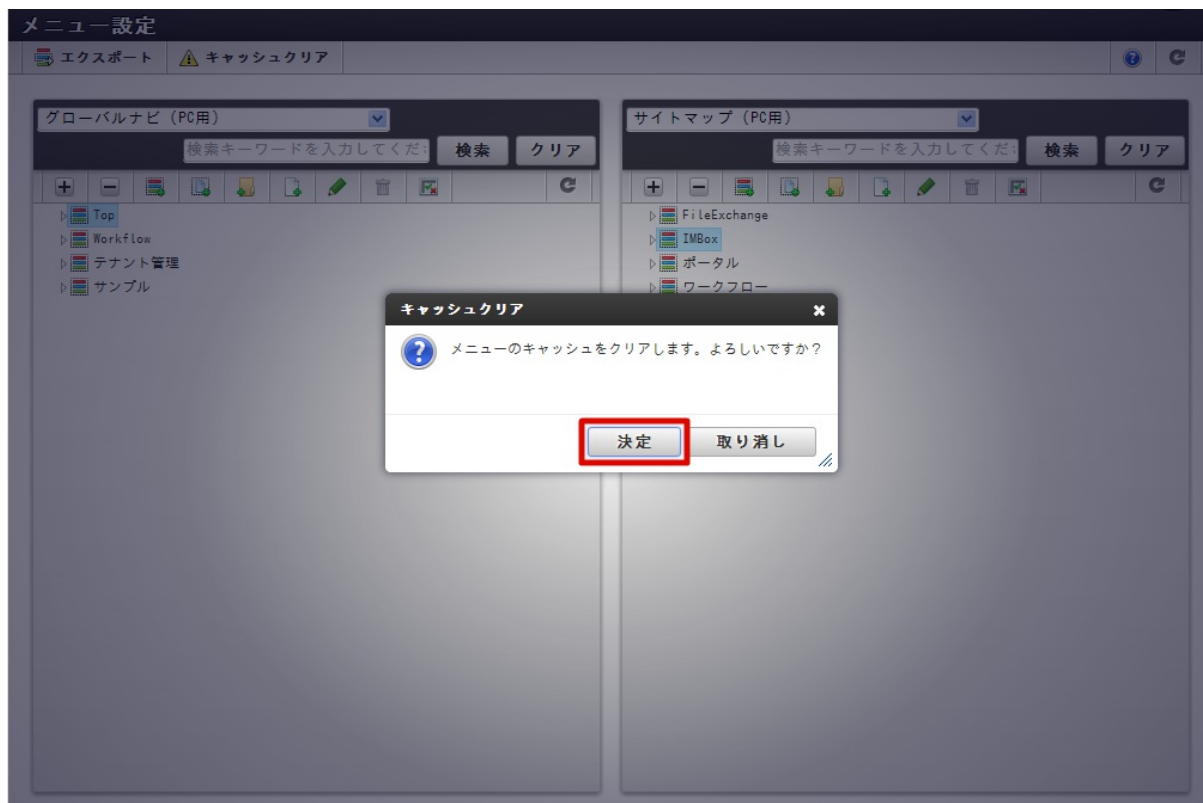 メニュー設定
エクスポート キャッシュクリア
グローバルナビ (PC用)
検索キーワードを入力してくだ 検索 クリア
Top
Workflow
テナント管理
サンプル
サイトマップ (PC用)
検索キーワードを入力してくだ 検索 クリア
FileExchange
IMBox
ポータル
ワークフロー
キャッシュクリア
メニューのキャッシュをクリアします。よろしいですか？
決定 取り消し